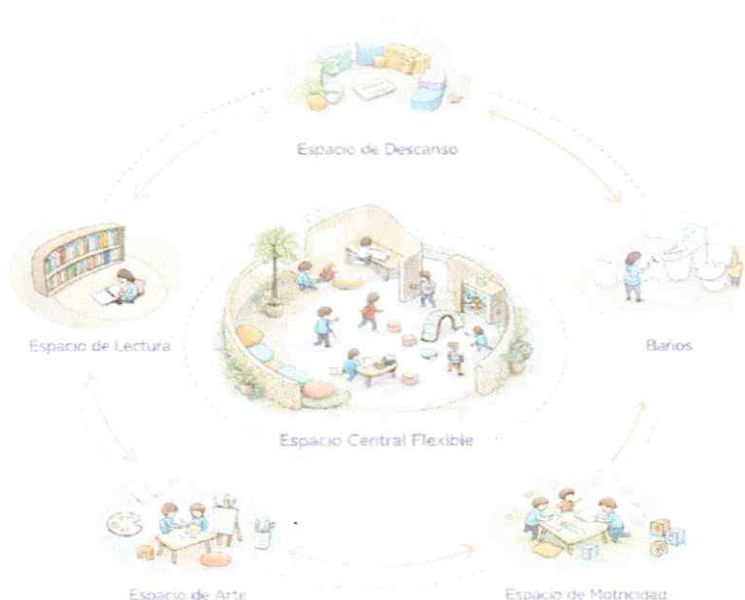 Espacio de Descanso
Espacio de Lectura
Baños
Espacio Central Flexible
Espacio de Arte
Espacio de Motricidad